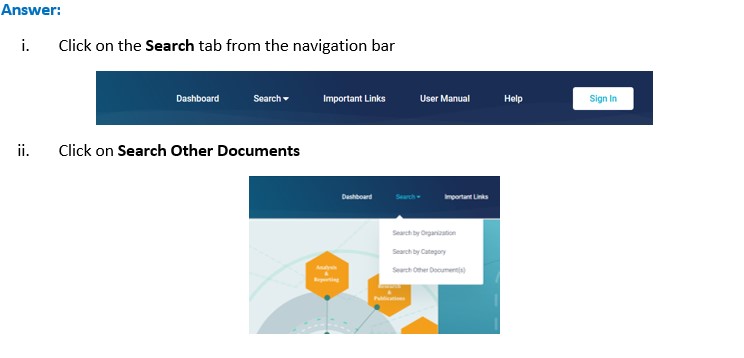 Answer:
i. Click on the Search tab from the navigation bar
Dashboard Search Important Links User Manual Help Sign In
ii. Click on Search Other Documents
Dashboard Search Important Links
Search by Organization
Search by Category
Search Other Document(s)
Analysis
&
Reporting
Research
&
Publications